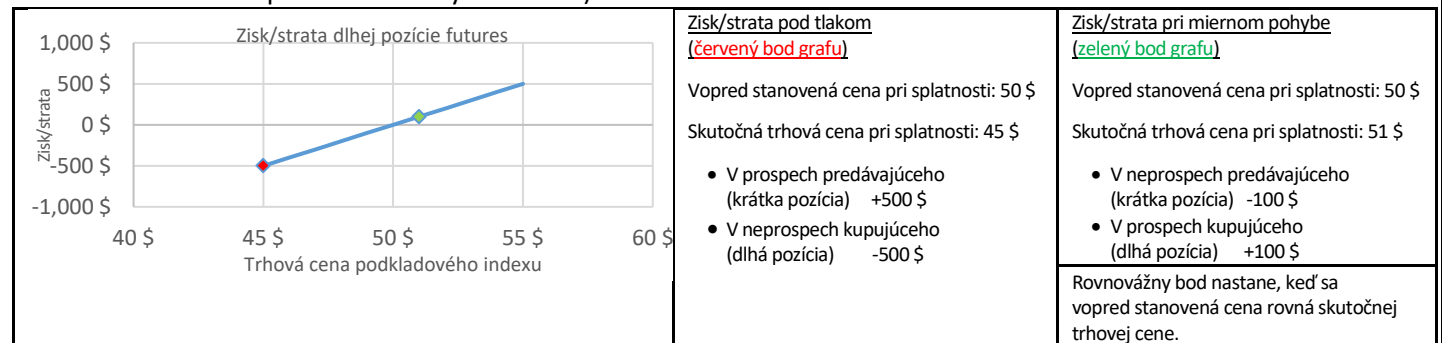 Zisk/strata dlhej pozície futures
1,000 $
500 $
0 $
-500 $
-1,000 $
Zisk/strata
40 $ 45 $ 50 $ 55 $ 60 $
Trhová cena podkladového indexu
Zisk/strata pod tlakom
(červený bod grafu)
Vopred stanovená cena pri splatnosti: 50 $
Skutočná trhová cena pri splatnosti: 45 $
• V prospech predávajúceho
(krátka pozícia) +500 $
• V neprospech kupujúceho
(dlhá pozícia) -500 $
Zisk/strata pri miernom pohybe
(zelený bod grafu)
Vopred stanovená cena pri splatnosti: 50 $
Skutočná trhová cena pri splatnosti: 51 $
• V neprospech predávajúceho
(krátka pozícia) -100 $
• V prospech kupujúceho
(dlhá pozícia) +100 $
Rovnovážny bod nastane, keď sa
vopred stanovená cena rovná skutočnej
trhovej cene.